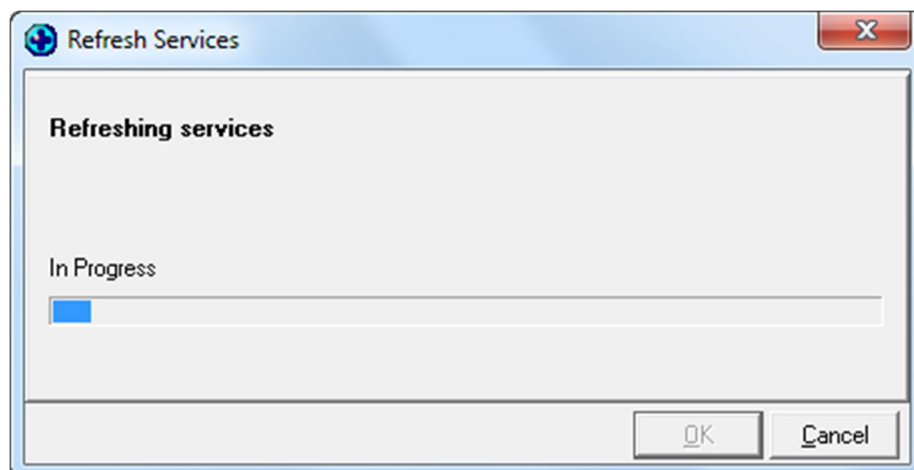 Refresh Services
Refreshing services
In Progress
OK
Cancel